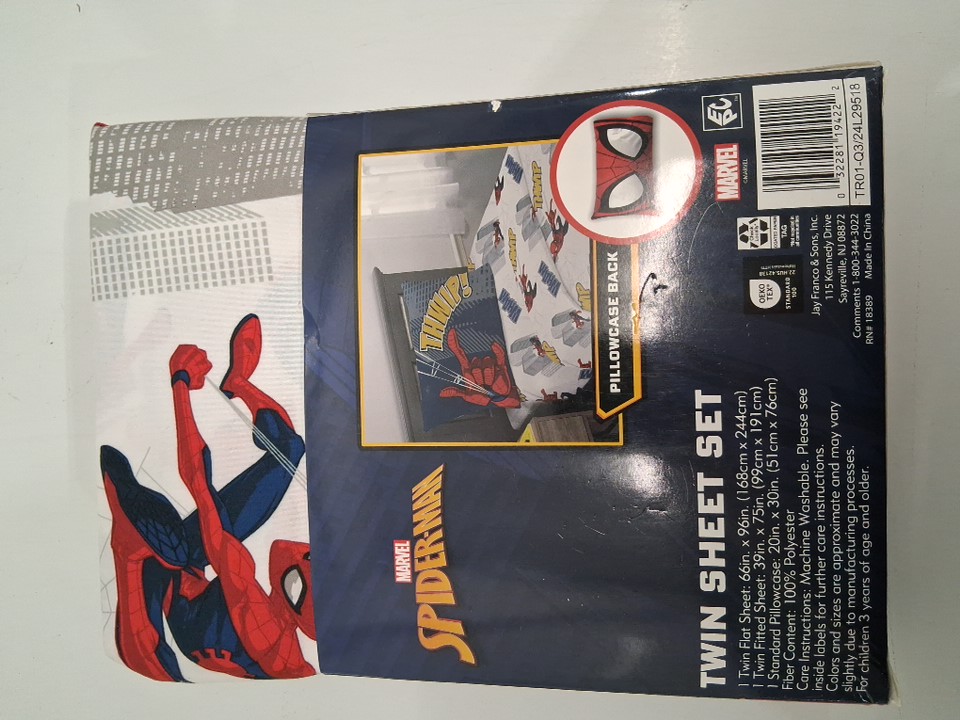 MARVEL
SPIDER-MAN
THWIP!
PILLOWCASE BACK
TWIN SHEET SET
1 Twin Flat Sheet: 66in. x 96in. (168cm x 244cm)
1 Twin Fitted Sheet: 39in. x 75in. (99cm x 191cm)
1 Standard Pillowcase: 20in. x 30in. (51cm x 76cm)
Fiber Content: 100% Polyester
Care Instructions: Machine Washable. Please see
inside labels for further care instructions.
Colors and sizes are approximate and may vary
slightly due to manufacturing processes.
For children 3 years of age and older.
OEKO
TEX
STANDARD
100
TAG
Jay Franco & Sons, Inc.
115 Kennedy Drive
Sayreville, NJ 08872
Comments 1-800-344-3022
RN# 18389 Made In China
MARVEL
©MARVEL
0 32281 19422 2
TR01-Q3/24L29518